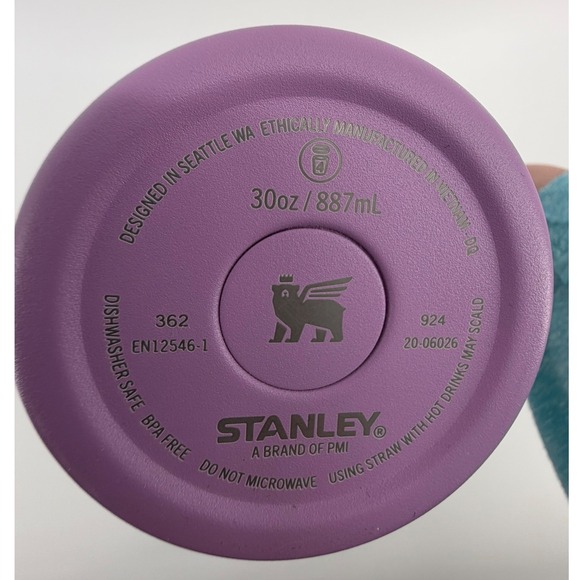 DESIGNED IN SEATTLE WA ETHICALLY MANUFACTURED IN VIETNAM - DQ
4
30oz / 887mL
362
EN12546-1
924
20-06026
STANLEY®
A BRAND OF PMI
DISHWASHER SAFE BPA FREE DO NOT MICROWAVE USING STRAW WITH HOT DRINKS MAY SCALD